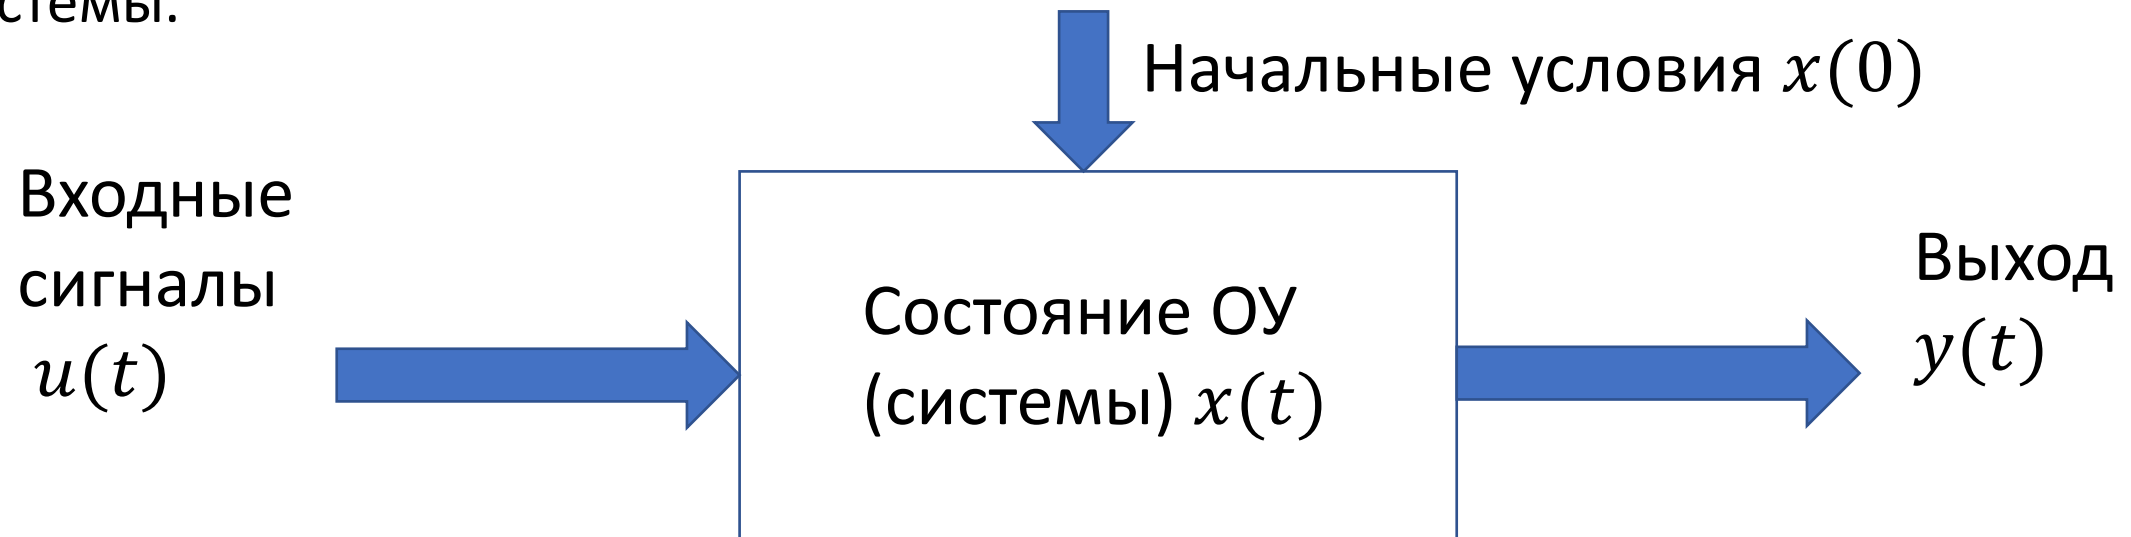 Начальные условия x(0)
Входные
сигналы
u(t)
Выход
y(t)
Состояние ОУ
(системы) x(t)